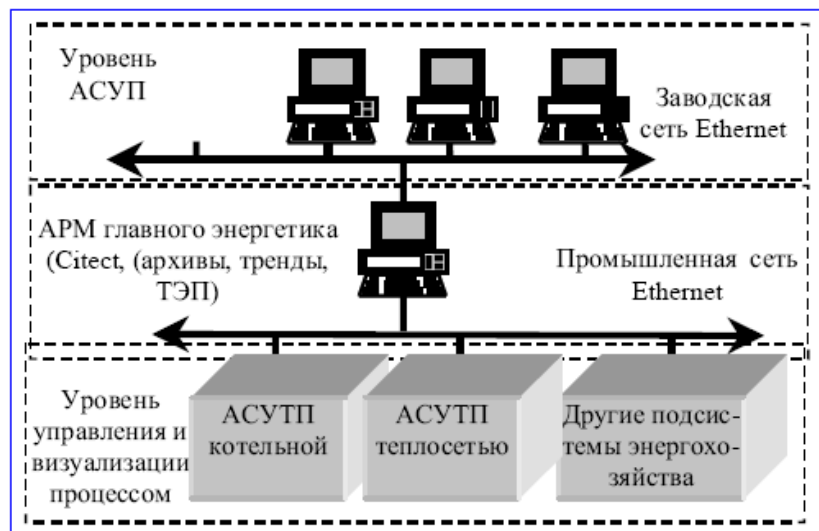 Уровень
АСУП
Заводская
сеть Ethernet
АРМ главного энергетика
(Citect, (архивы, тренды,
ТЭП)
Промышленная сеть
Ethernet
Уровень
управления и
визуализации
процессом
АСУТП
котельной
АСУТП
теплосетью
Другие подсис-
темы энергохо-
зяйства